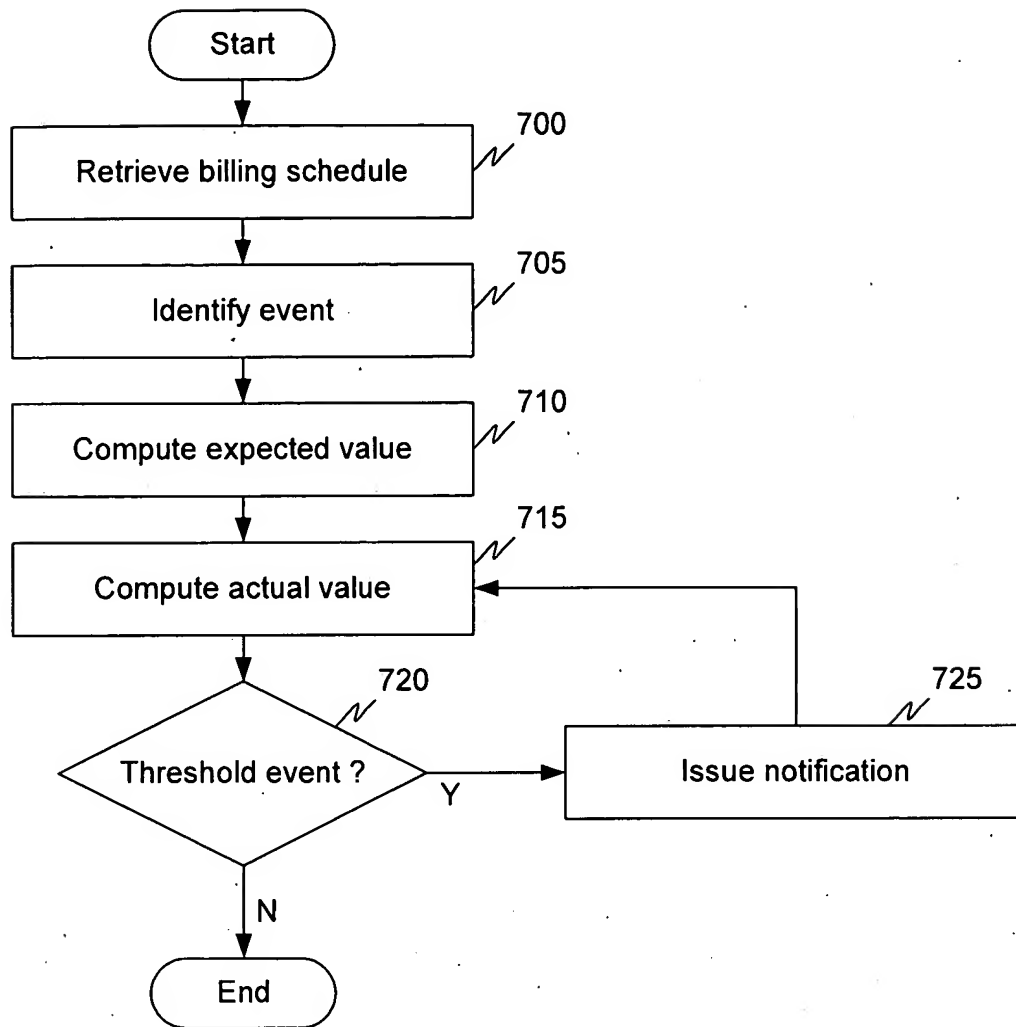 Start
700
Retrieve billing schedule
705
Identify event
710
Compute expected value
715
Compute actual value
720
Threshold event ?
Y
725
Issue notification
N
End